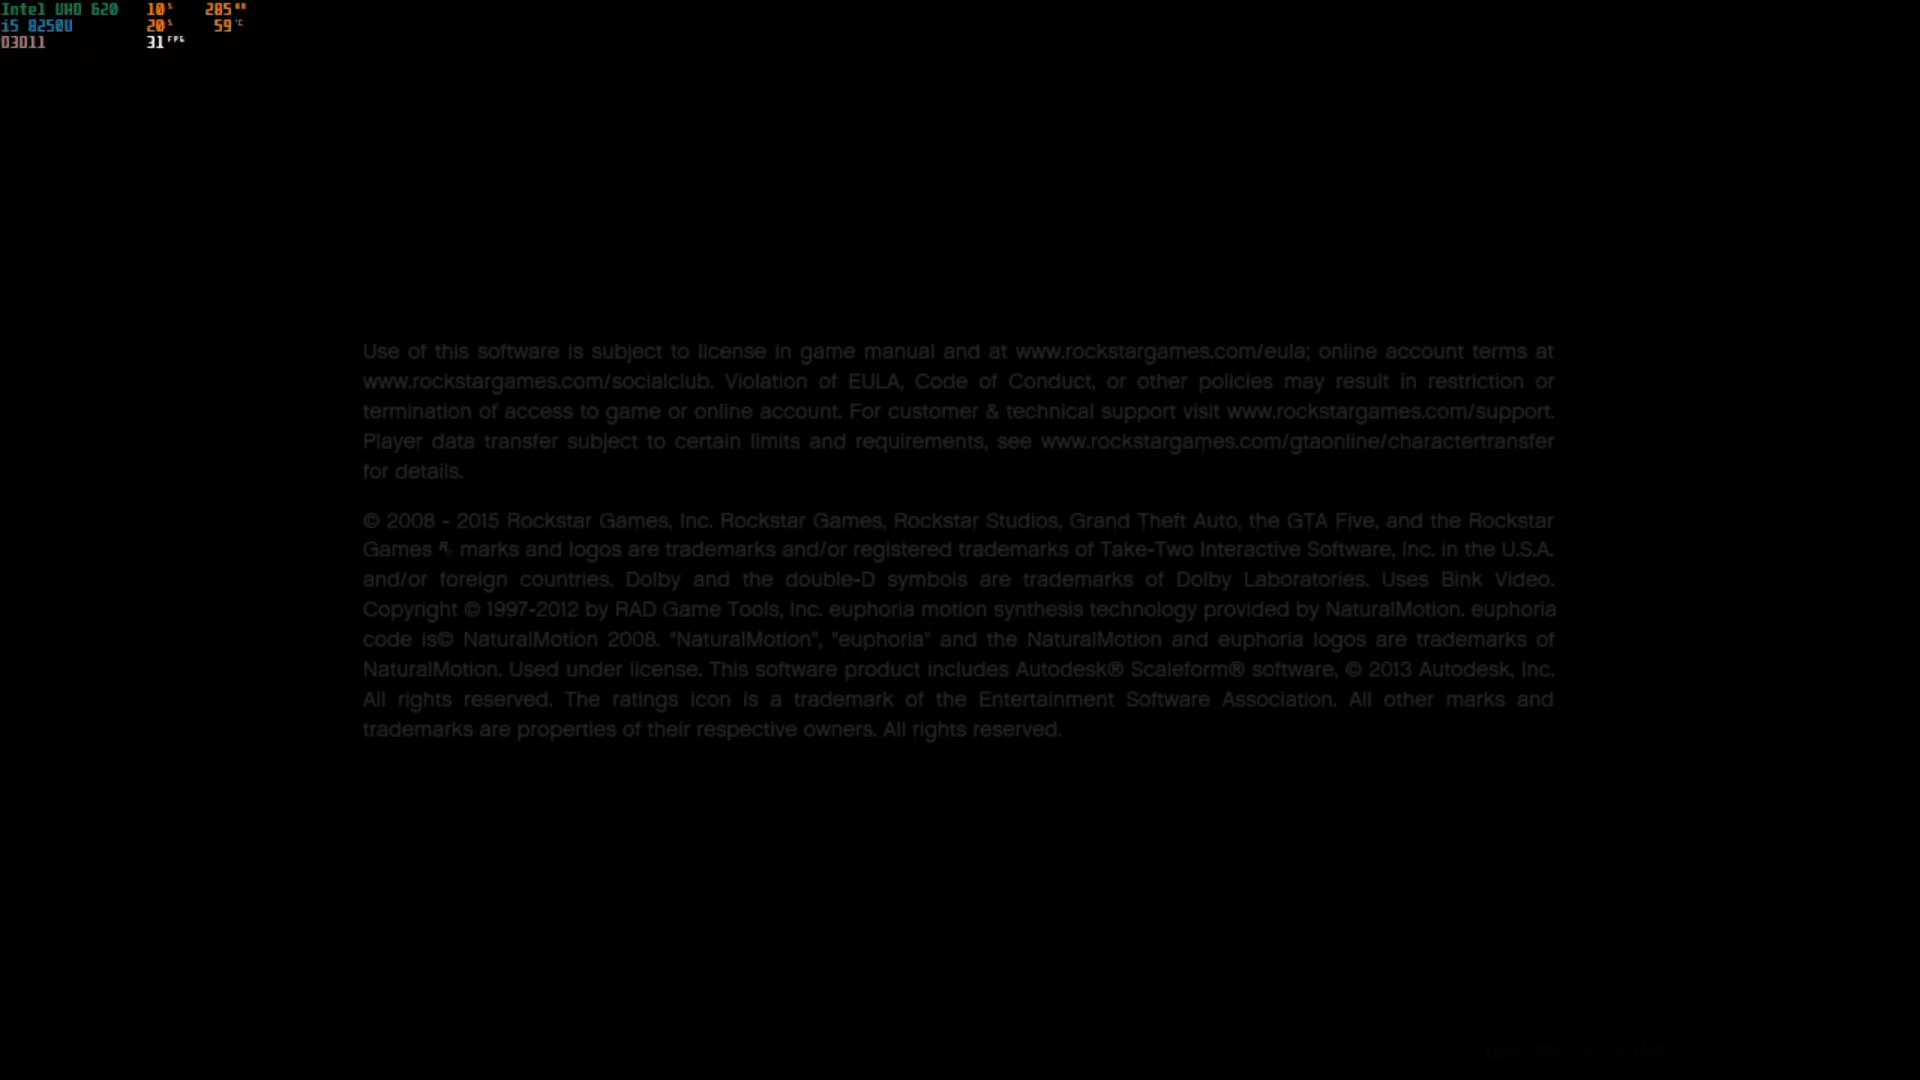 Intel UHD 620 10% 285MB
i5 8250U 20% 59°C
D3D11 31FPS
Use of this software is subject to license in game manual and at www.rockstargames.com/eula; online account terms at
www.rockstargames.com/socialclub. Violation of EULA, Code of Conduct, or other policies may result in restriction or
termination of access to game or online account. For customer & technical support visit www.rockstargames.com/support.
Player data transfer subject to certain limits and requirements, see www.rockstargames.com/gtaonline/charactertransfer
for details.
© 2008 - 2015 Rockstar Games, Inc. Rockstar Games, Rockstar Studios, Grand Theft Auto, the GTA Five, and the Rockstar
Games R* marks and logos are trademarks and/or registered trademarks of Take-Two Interactive Software, Inc. in the U.S.A.
and/or foreign countries. Dolby and the double-D symbols are trademarks of Dolby Laboratories. Uses Bink Video.
Copyright © 1997-2012 by RAD Game Tools, Inc. euphoria motion synthesis technology provided by NaturalMotion. euphoria
code is© NaturalMotion 2008. "NaturalMotion", "euphoria" and the NaturalMotion and euphoria logos are trademarks of
NaturalMotion. Used under license. This software product includes Autodesk® Scaleform® software, © 2013 Autodesk, Inc.
All rights reserved. The ratings icon is a trademark of the Entertainment Software Association. All other marks and
trademarks are properties of their respective owners. All rights reserved.